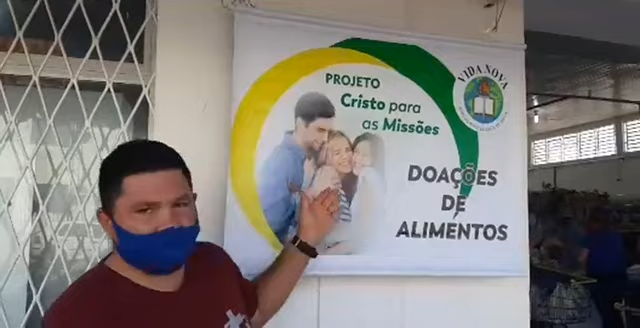 PROJETO
Cristo para
as Missões
VIDA NOVA
DOAÇÕES
DE
ALIMENTOS